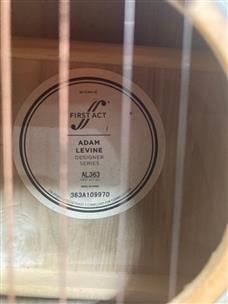 FIRST ACT
ADAM
LEVINE
DESIGNER
SERIES
AL363
363A109970